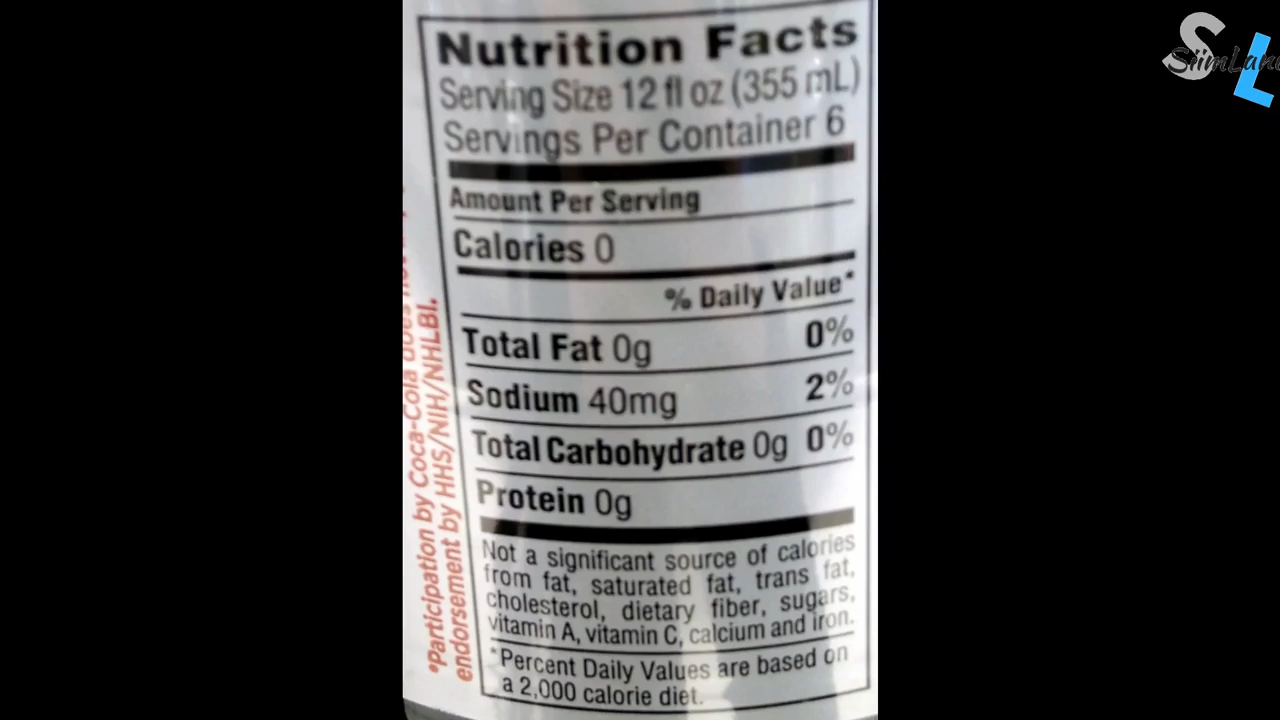 Nutrition Facts
Serving Size 12 fl oz (355 mL)
Servings Per Container 6
Amount Per Serving
Calories 0
% Daily Value*
Total Fat 0g 0%
Sodium 40mg 2%
Total Carbohydrate 0g 0%
Protein 0g
Not a significant source of calories
from fat, saturated fat, trans fat,
cholesterol, dietary fiber, sugars,
vitamin A, vitamin C, calcium and iron.
*Percent Daily Values are based on
a 2,000 calorie diet.
*Participation by Coca-Cola does
endorsement by HHS/NIH/NHLBI.
SL
SiimLand